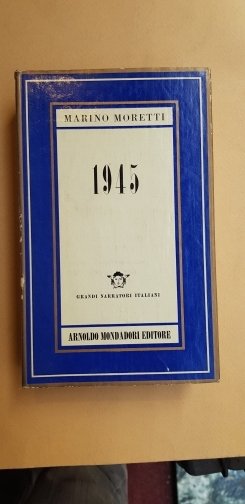 MARINO MORETTI
1945
GRANDI NARRATORI ITALIANI
ARNOLDO MONDADORI EDITORE